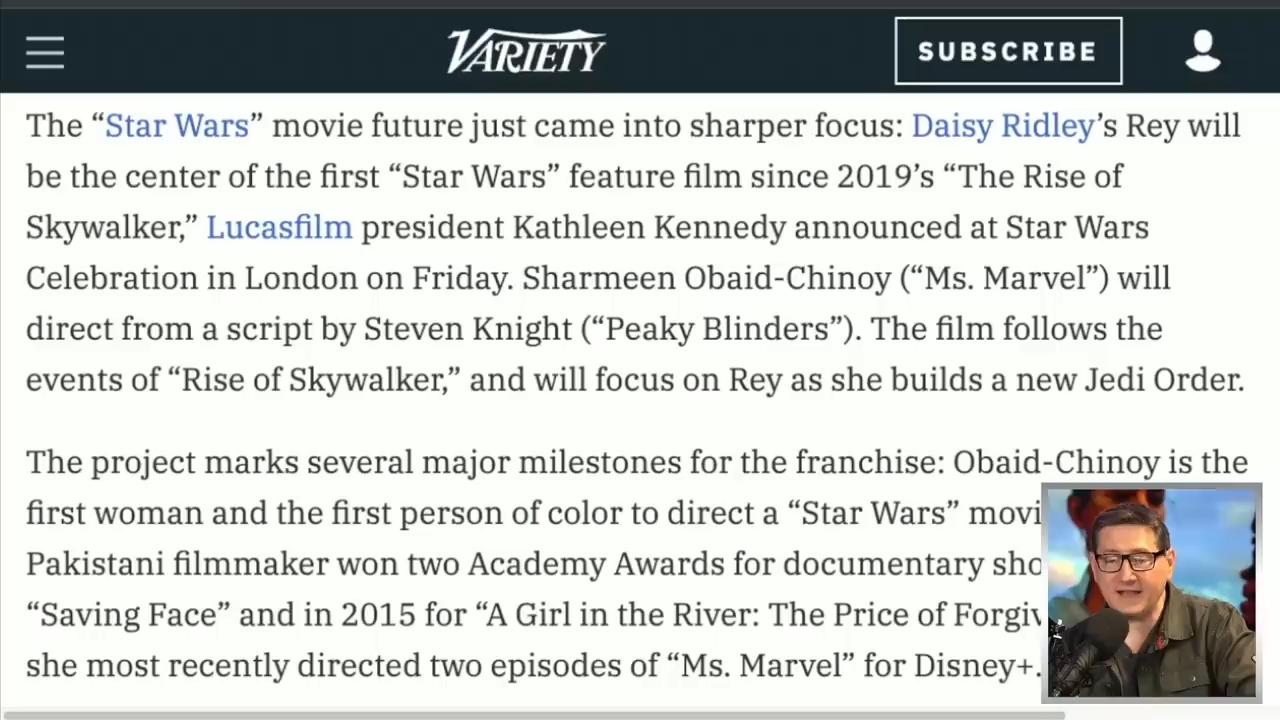 VARIETY
SUBSCRIBE
The “Star Wars” movie future just came into sharper focus: Daisy Ridley’s Rey will
be the center of the first “Star Wars” feature film since 2019’s “The Rise of
Skywalker,” Lucasfilm president Kathleen Kennedy announced at Star Wars
Celebration in London on Friday. Sharmeen Obaid-Chinoy (“Ms. Marvel”) will
direct from a script by Steven Knight (“Peaky Blinders”). The film follows the
events of “Rise of Skywalker,” and will focus on Rey as she builds a new Jedi Order.
The project marks several major milestones for the franchise: Obaid-Chinoy is the
first woman and the first person of color to direct a “Star Wars”
Pakistani filmmaker won two Academy Awards for documentary
“Saving Face” and in 2015 for “A Girl in the River: The Price of
she most recently directed two episodes of “Ms. Marvel” for Disney+.